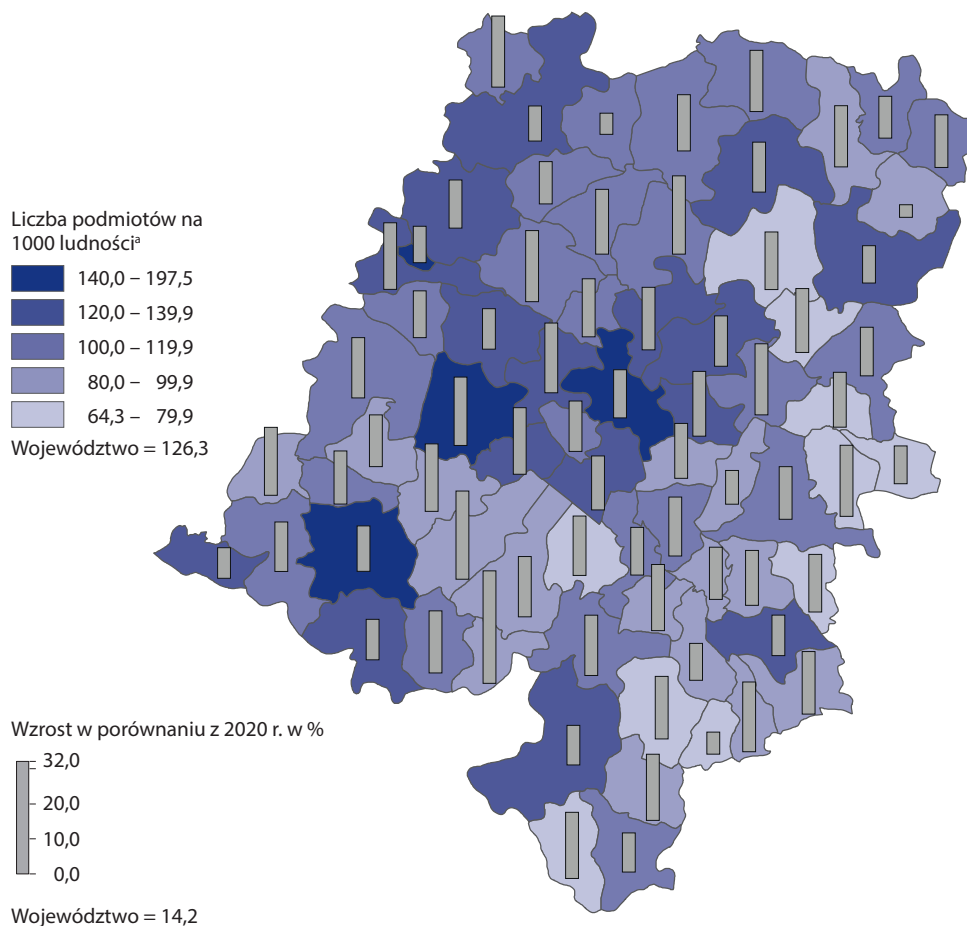 Liczba podmiotów na
1000 ludnościᵃ
140,0 – 197,5
120,0 – 139,9
100,0 – 119,9
80,0 – 99,9
64,3 – 79,9
Województwo = 126,3
Wzrost w porównaniu z 2020 r. w %
32,0
20,0
10,0
0,0
Województwo = 14,2